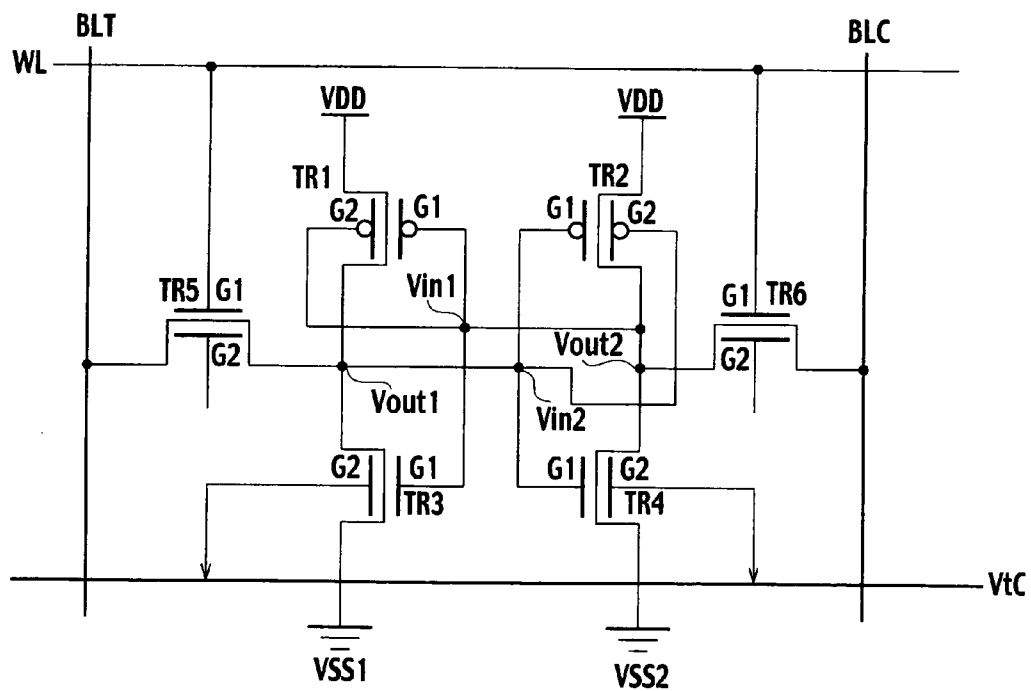 BLT
BLC
WL
VDD
VDD
TR1
TR2
G2
G1
G1
G2
TR5
G1
Vin1
G1
TR6
G2
Vout2
G2
Vout1
Vin2
G2
G1
G1
G2
TR3
TR4
VtC
VSS1
VSS2